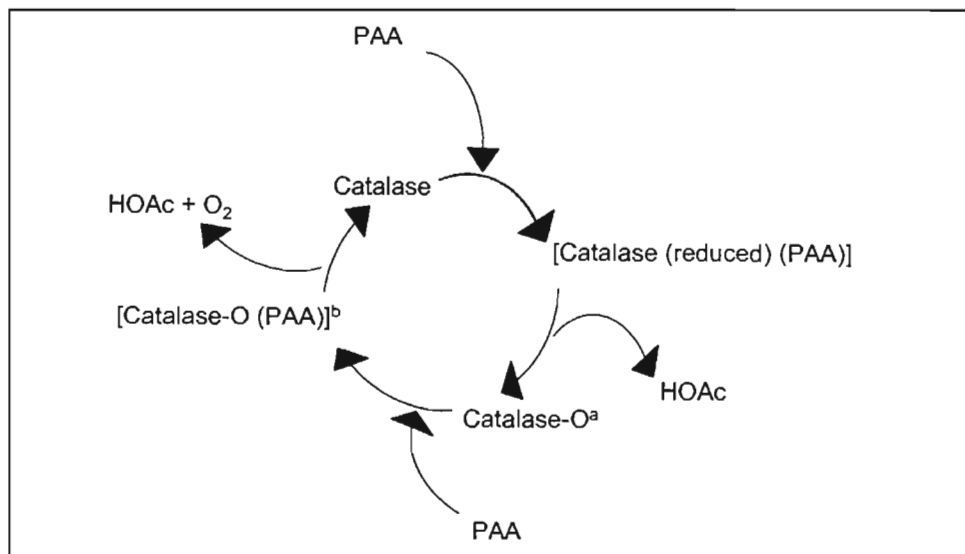 PAA
Catalase
HOAc + O₂
[Catalase (reduced) (PAA)]
[Catalase-O (PAA)]ᵇ
HOAc
Catalase-Oᵃ
PAA